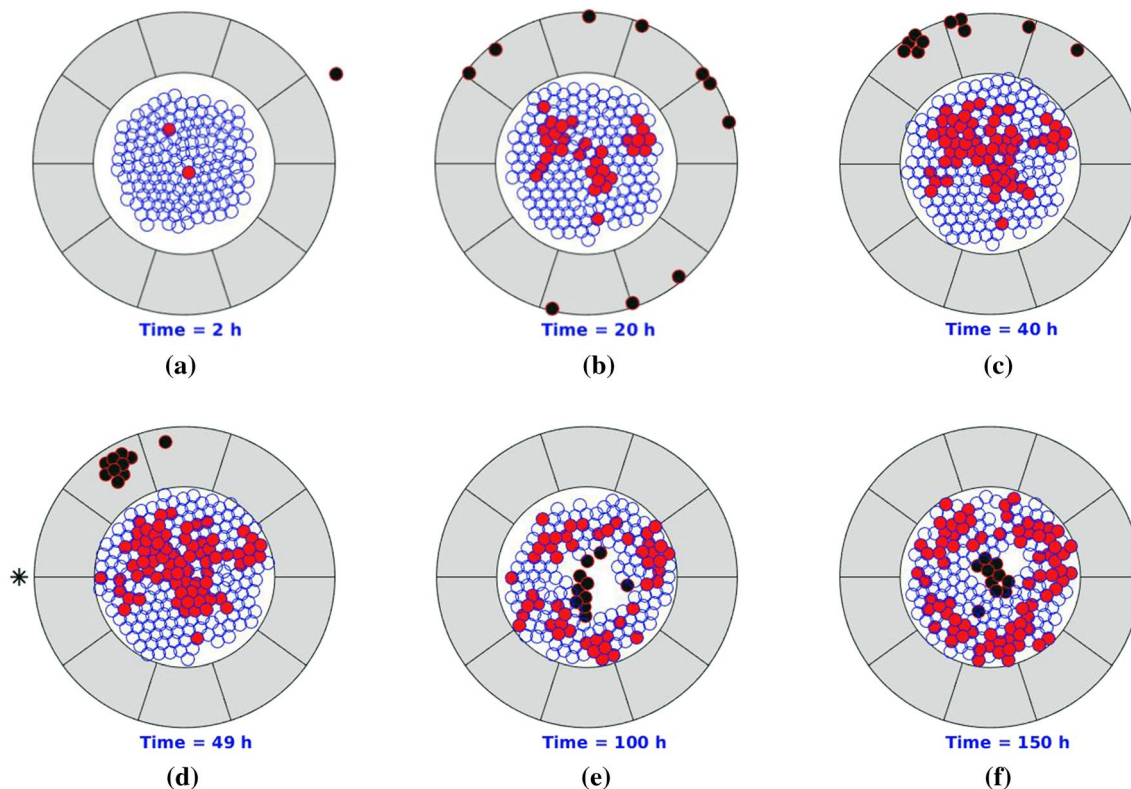 Time = 2 h
(a)
Time = 20 h
(b)
Time = 40 h
(c)
Time = 49 h
(d)
Time = 100 h
(e)
Time = 150 h
(f)